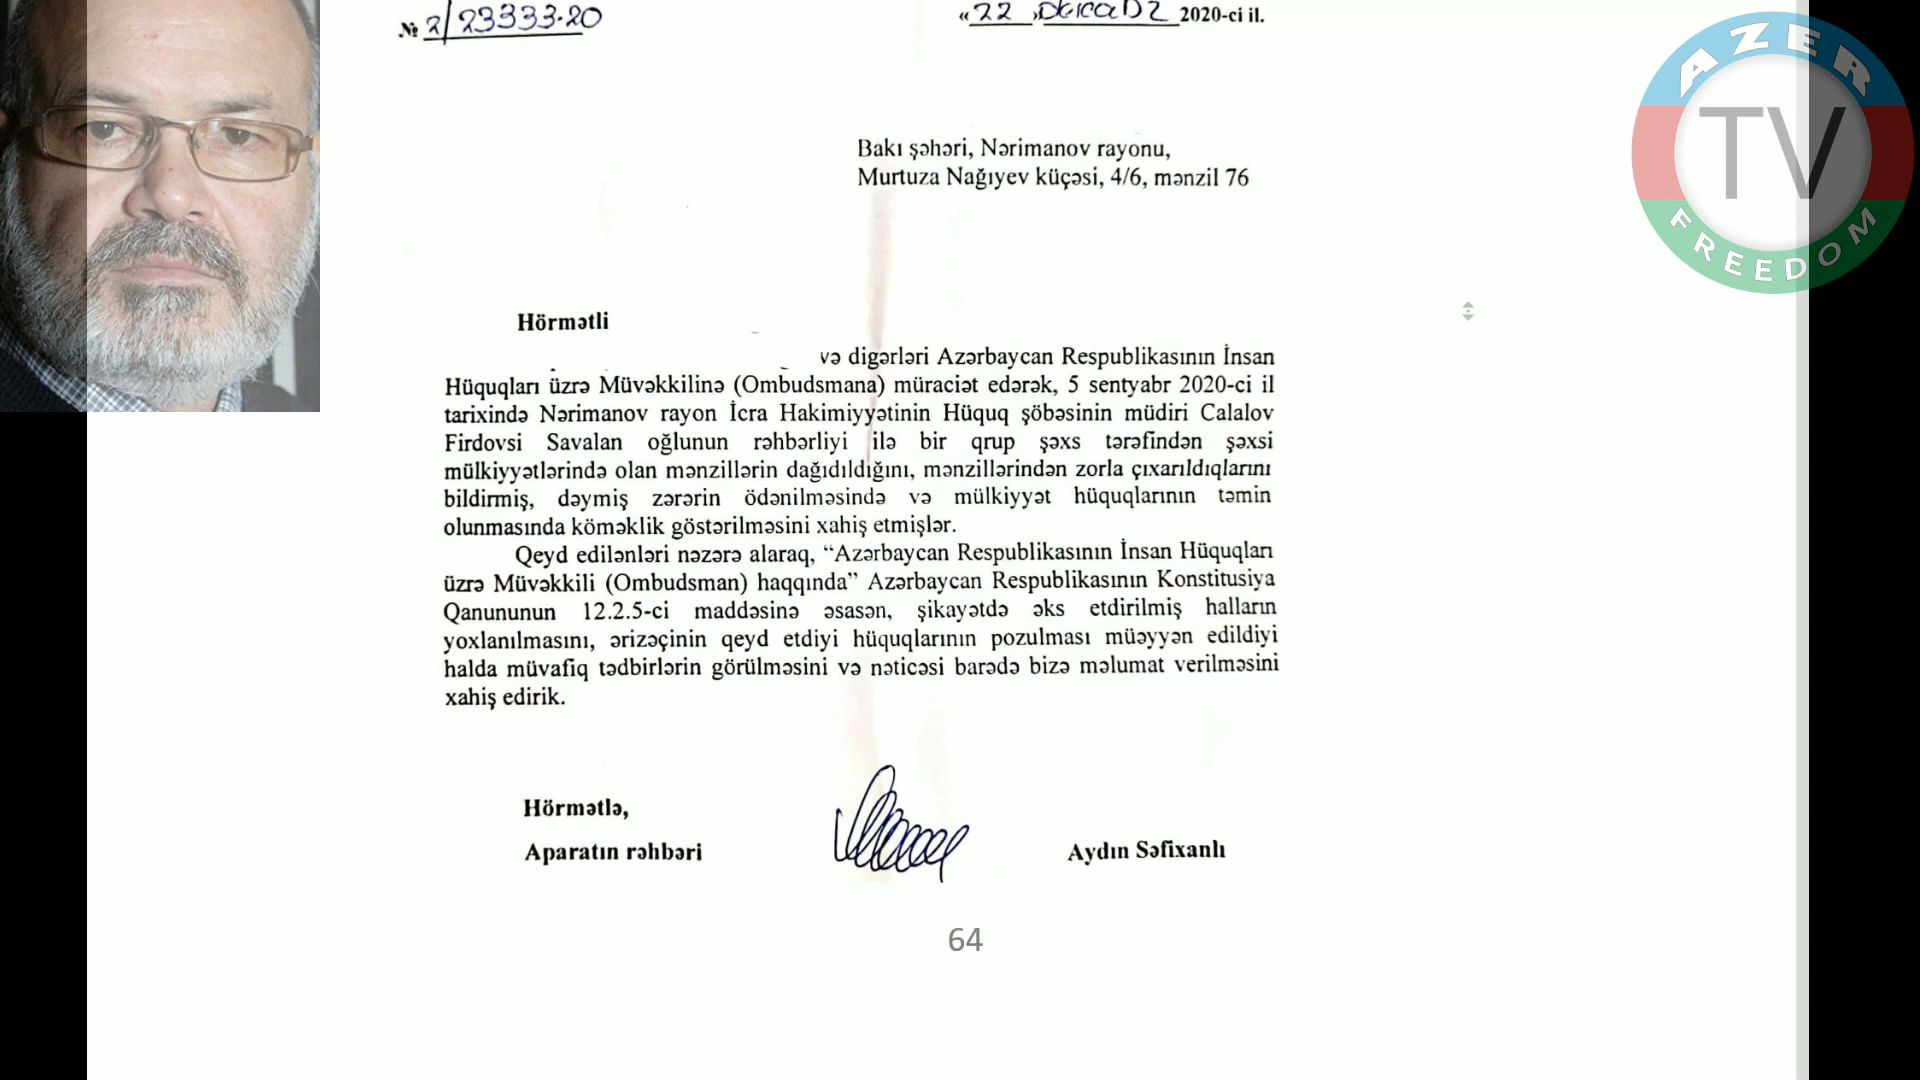 № 2/23333-20
«22» dekabr 2020-ci il.
AZER
TV
FREEDOM
Bakı şəhəri, Nərimanov rayonu,
Murtuza Nağıyev küçəsi, 4/6, mənzil 76
Hörmətli
və digərləri Azərbaycan Respublikasının İnsan
Hüquqları üzrə Müvəkkilinə (Ombudsmana) müraciət edərək, 5 sentyabr 2020-ci il
tarixində Nərimanov rayon İcra Hakimiyyətinin Hüquq şöbəsinin müdiri Calalov
Firdovsi Savalan oğlunun rəhbərliyi ilə bir qrup şəxs tərəfindən şəxsi
mülkiyyətlərində olan mənzillərin dağıdıldığını, mənzillərindən zorla çıxarıldıqlarını
bildirmiş, dəymiş zərərin ödənilməsində və mülkiyyət hüquqlarının təmin
olunmasında köməklik göstərilməsini xahiş etmişlər.
Qeyd edilənləri nəzərə alaraq, “Azərbaycan Respublikasının İnsan Hüquqları
üzrə Müvəkkili (Ombudsman) haqqında” Azərbaycan Respublikasının Konstitusiya
Qanununun 12.2.5-ci maddəsinə əsasən, şikayətdə əks etdirilmiş halların
yoxlanılmasını, ərizəçinin qeyd etdiyi hüquqlarının pozulması müəyyən edildiyi
halda müvafiq tədbirlərin görülməsini və nəticəsi barədə bizə məlumat verilməsini
xahiş edirik.
Hörmətlə,
Aparatın rəhbəri
Aydın Səfixanlı
64